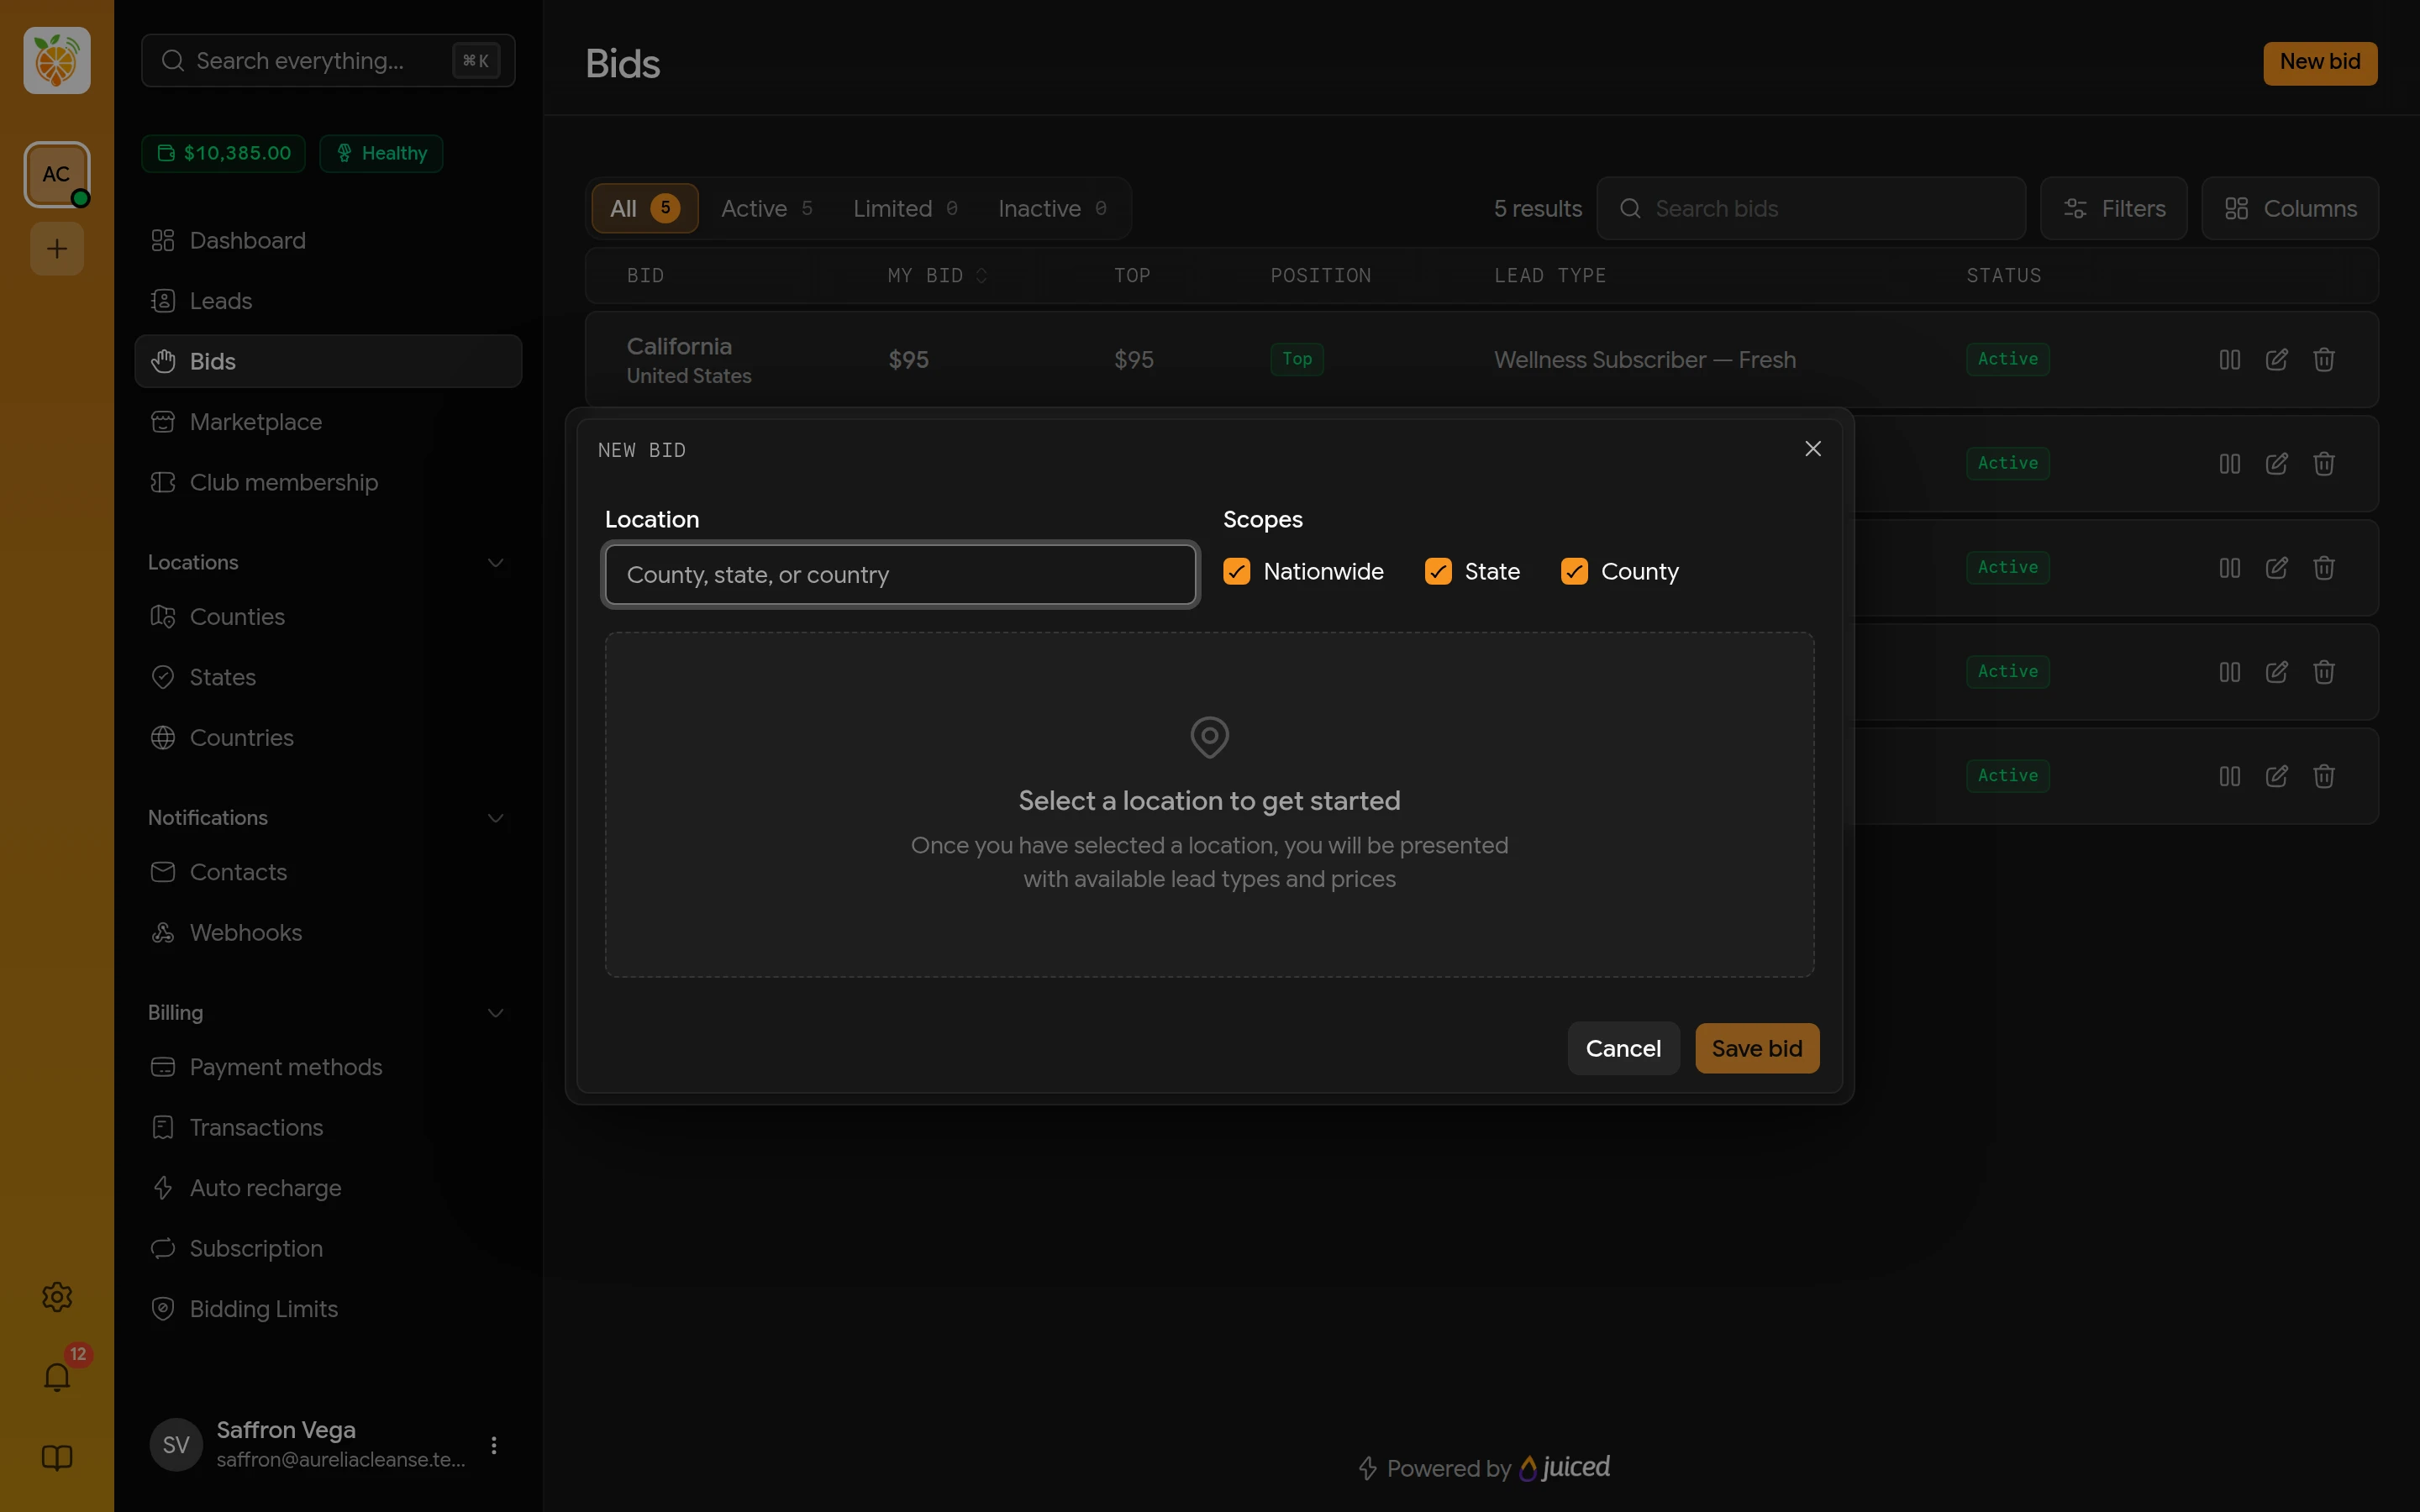 Search everything...
⌘K
$10,385.00
Healthy
AC
Dashboard
Leads
Bids
Marketplace
Club membership
Locations
Counties
States
Countries
Notifications
Contacts
Webhooks
Billing
Payment methods
Transactions
Auto recharge
Subscription
Bidding Limits
12
SV
Saffron Vega
saffron@aureliacleanse.te...
Bids
New bid
All 5
Active 5
Limited 0
Inactive 0
5 results
Search bids
Filters
Columns
BID MY BID TOP POSITION LEAD TYPE STATUS
California
United States
$95
$95
Top
Wellness Subscriber — Fresh
Active
Active
Active
Active
Active
NEW BID
Location
County, state, or country
Scopes
Nationwide
State
County
Select a location to get started
Once you have selected a location, you will be presented
with available lead types and prices
Cancel
Save bid
Powered by juiced